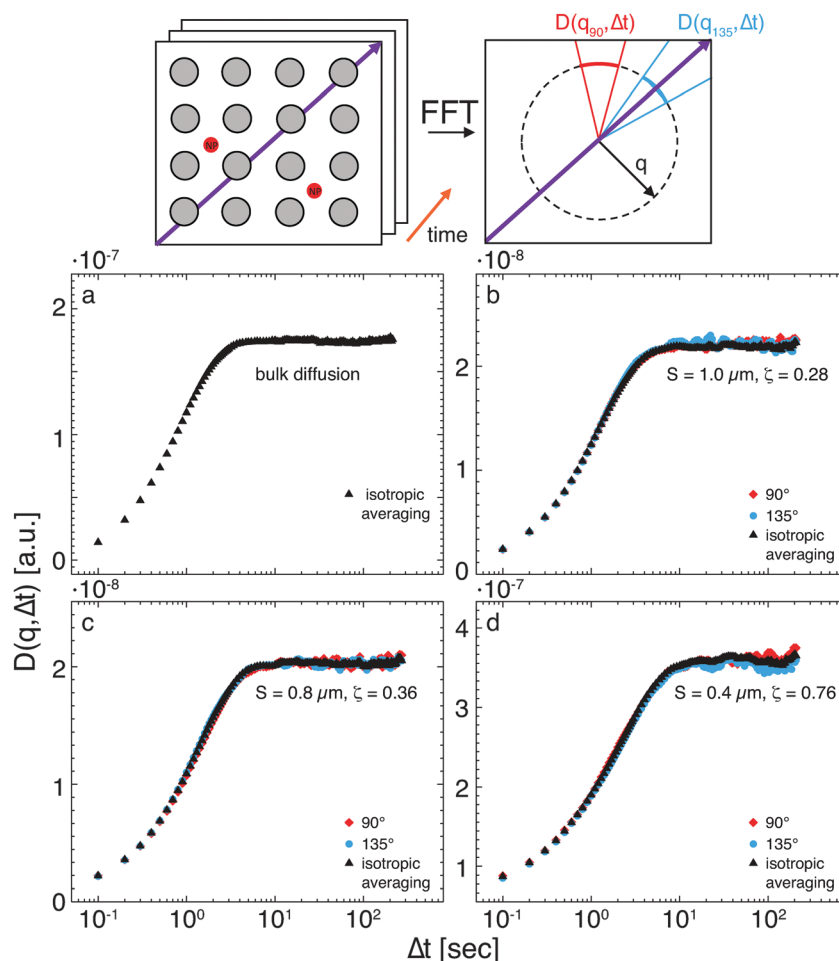 D(q90,Δt) D(q135,Δt)
FFT
NP
NP
q
time
·10-7 ·10-8
a
2
1
0
bulk diffusion
▲ isotropic
averaging
b
2
1
0
S = 1.0 μm, ζ = 0.28
90°
135°
isotropic
averaging
D(q,Δt) [a.u.]
·10-8 ·10-7
c
2
1
0
S = 0.8 μm, ζ = 0.36
90°
135°
isotropic
averaging
10-1 100 101 102
d
4
3
2
1
S = 0.4 μm, ζ = 0.76
90°
135°
isotropic
averaging
10-1 100 101 102
Δt [sec]